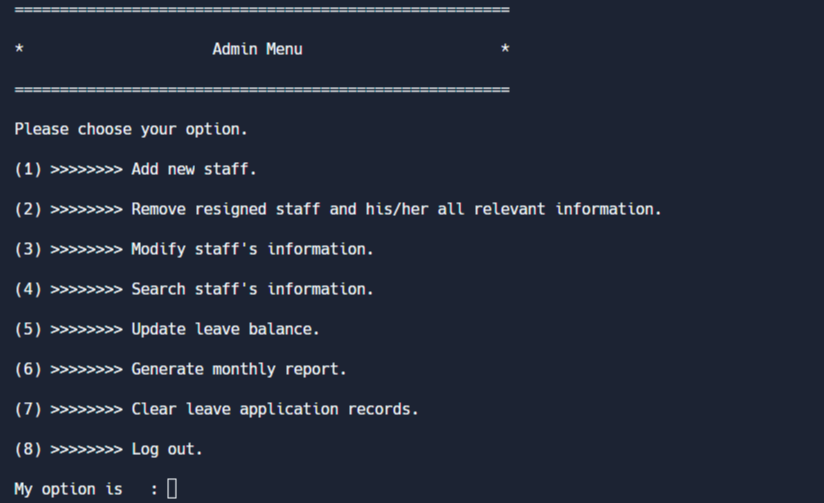 =======================================================
*                     Admin Menu                      *
=======================================================
Please choose your option.
(1) >>>>>>>> Add new staff.
(2) >>>>>>>> Remove resigned staff and his/her all relevant information.
(3) >>>>>>>> Modify staff's information.
(4) >>>>>>>> Search staff's information.
(5) >>>>>>>> Update leave balance.
(6) >>>>>>>> Generate monthly report.
(7) >>>>>>>> Clear leave application records.
(8) >>>>>>>> Log out.
My option is   :